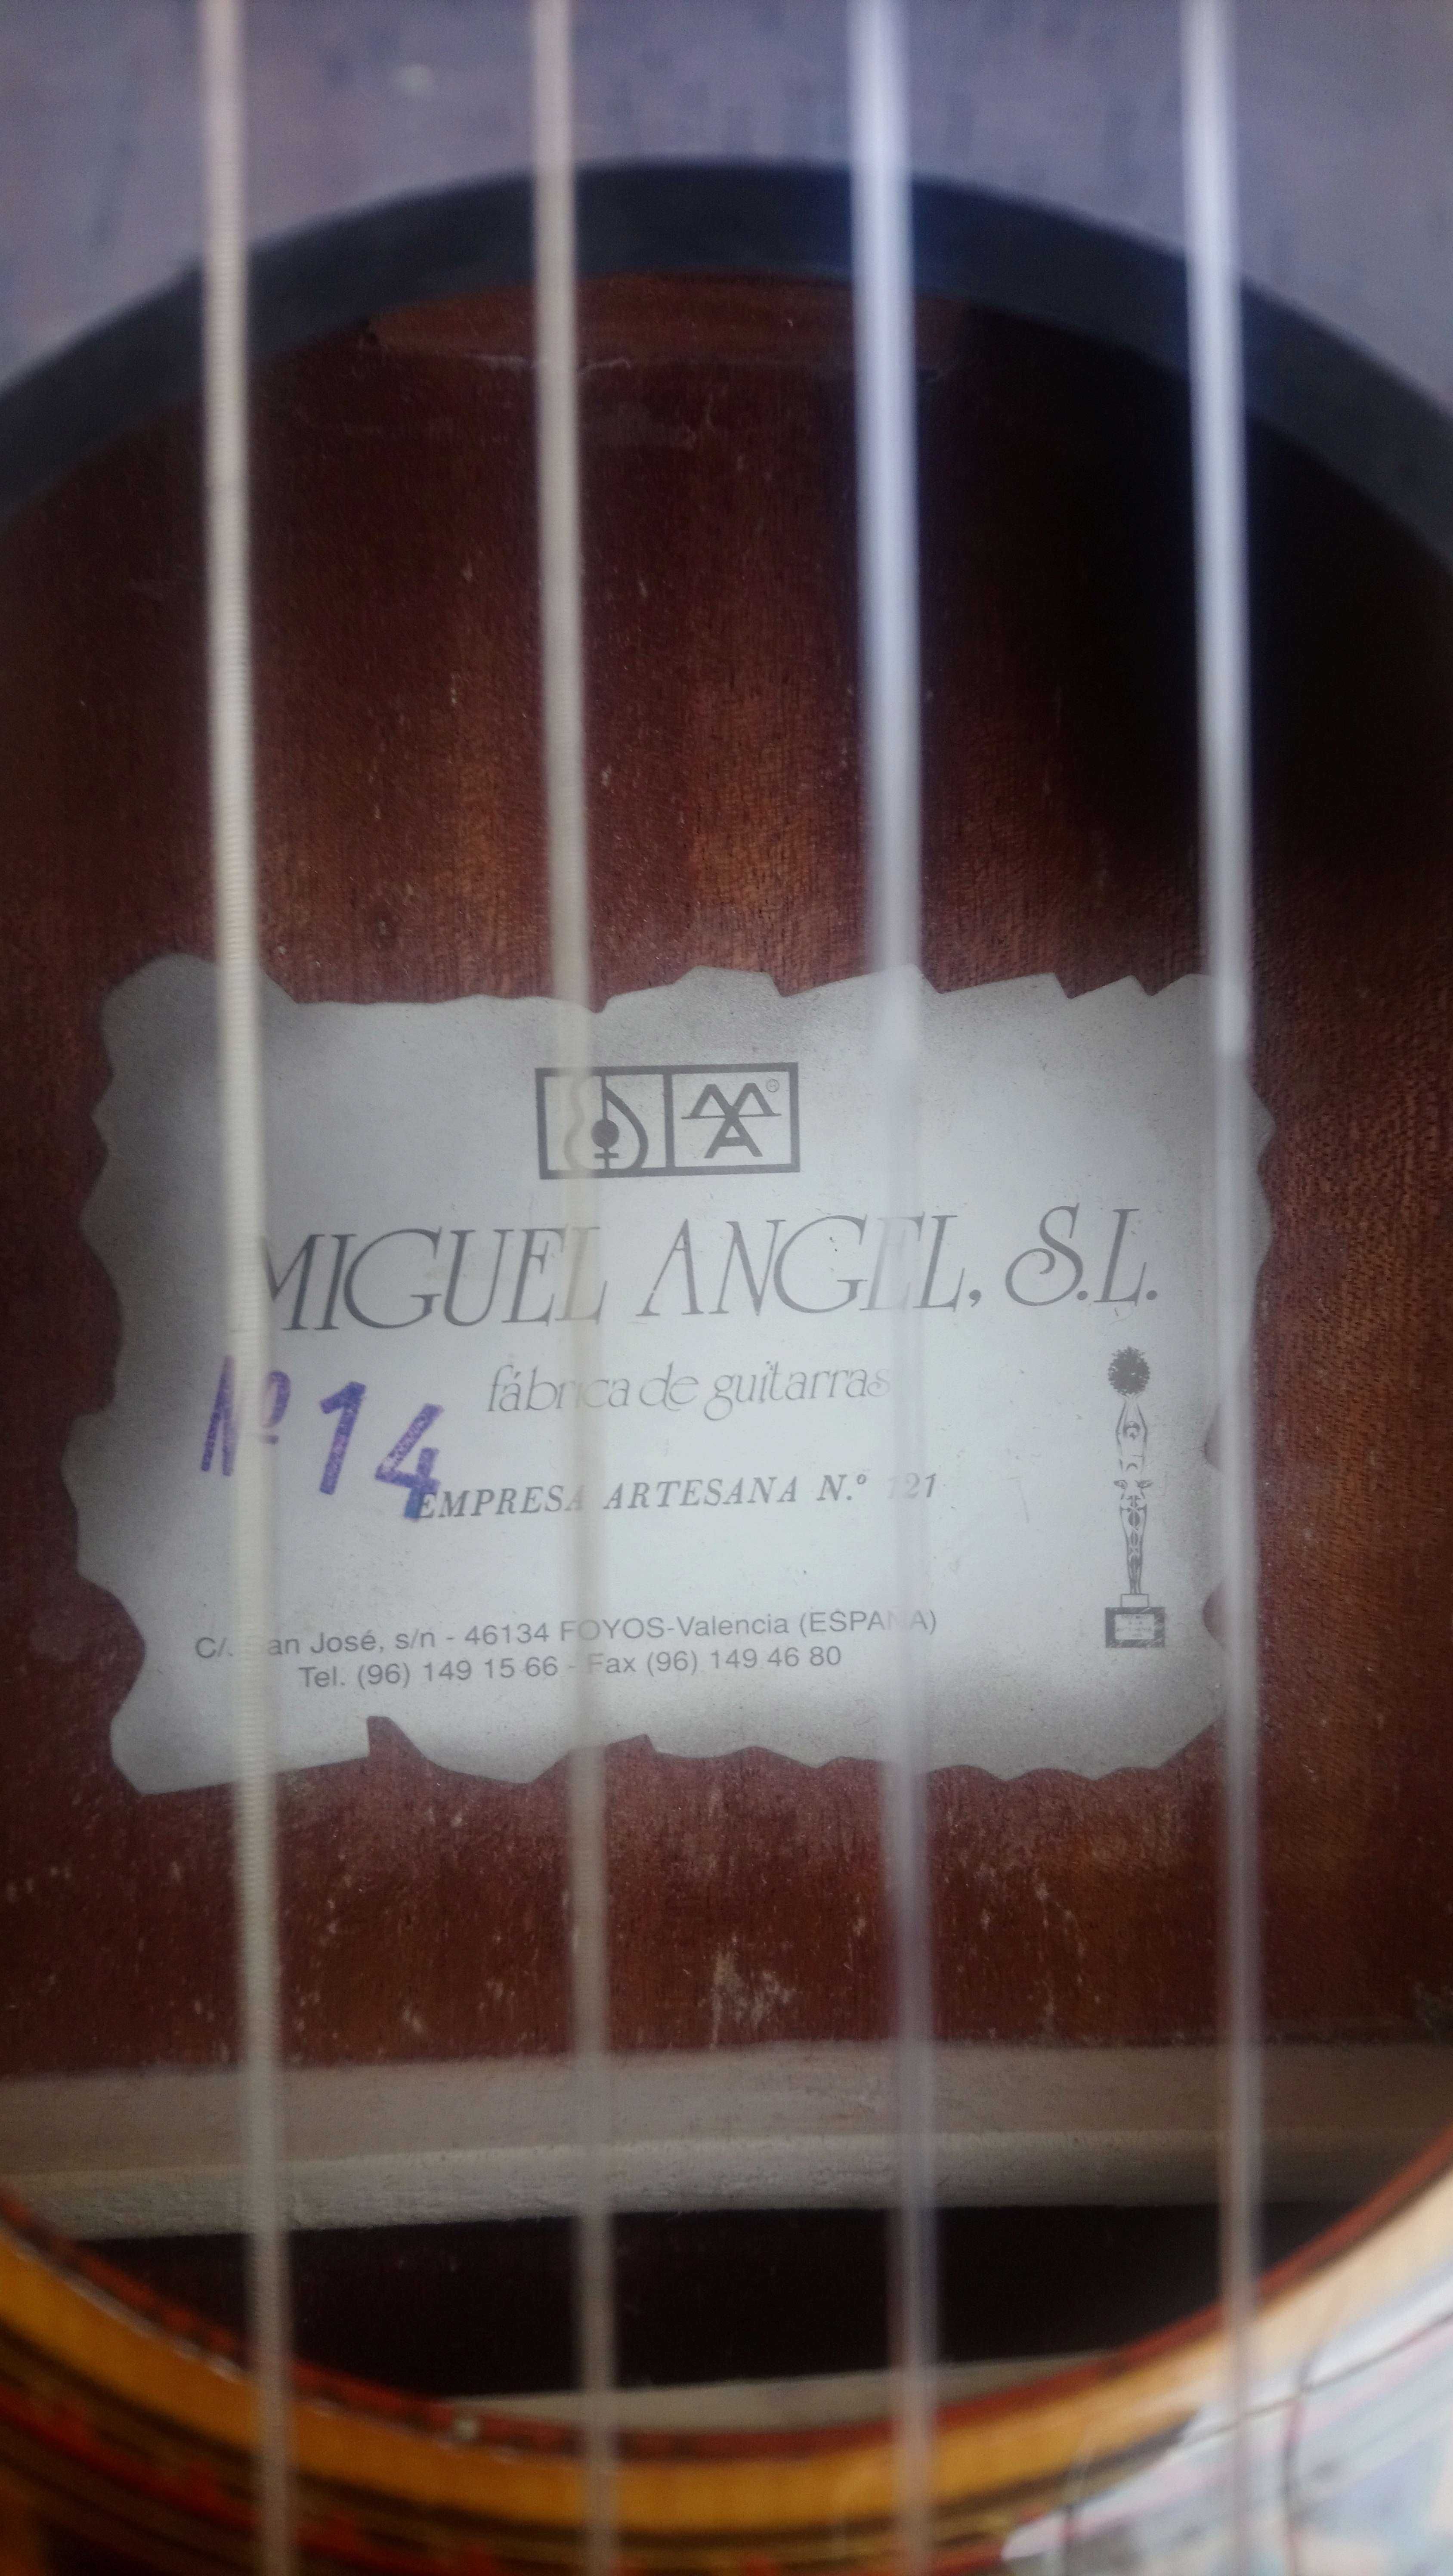 MIGUEL ANGEL, S.L.
fábrica de guitarras
Nº 14
EMPRESA ARTESANA N.º 121
C/. San José, s/n - 46134 FOYOS-Valencia (ESPAÑA)
Tel. (96) 149 15 66 - Fax (96) 149 46 80